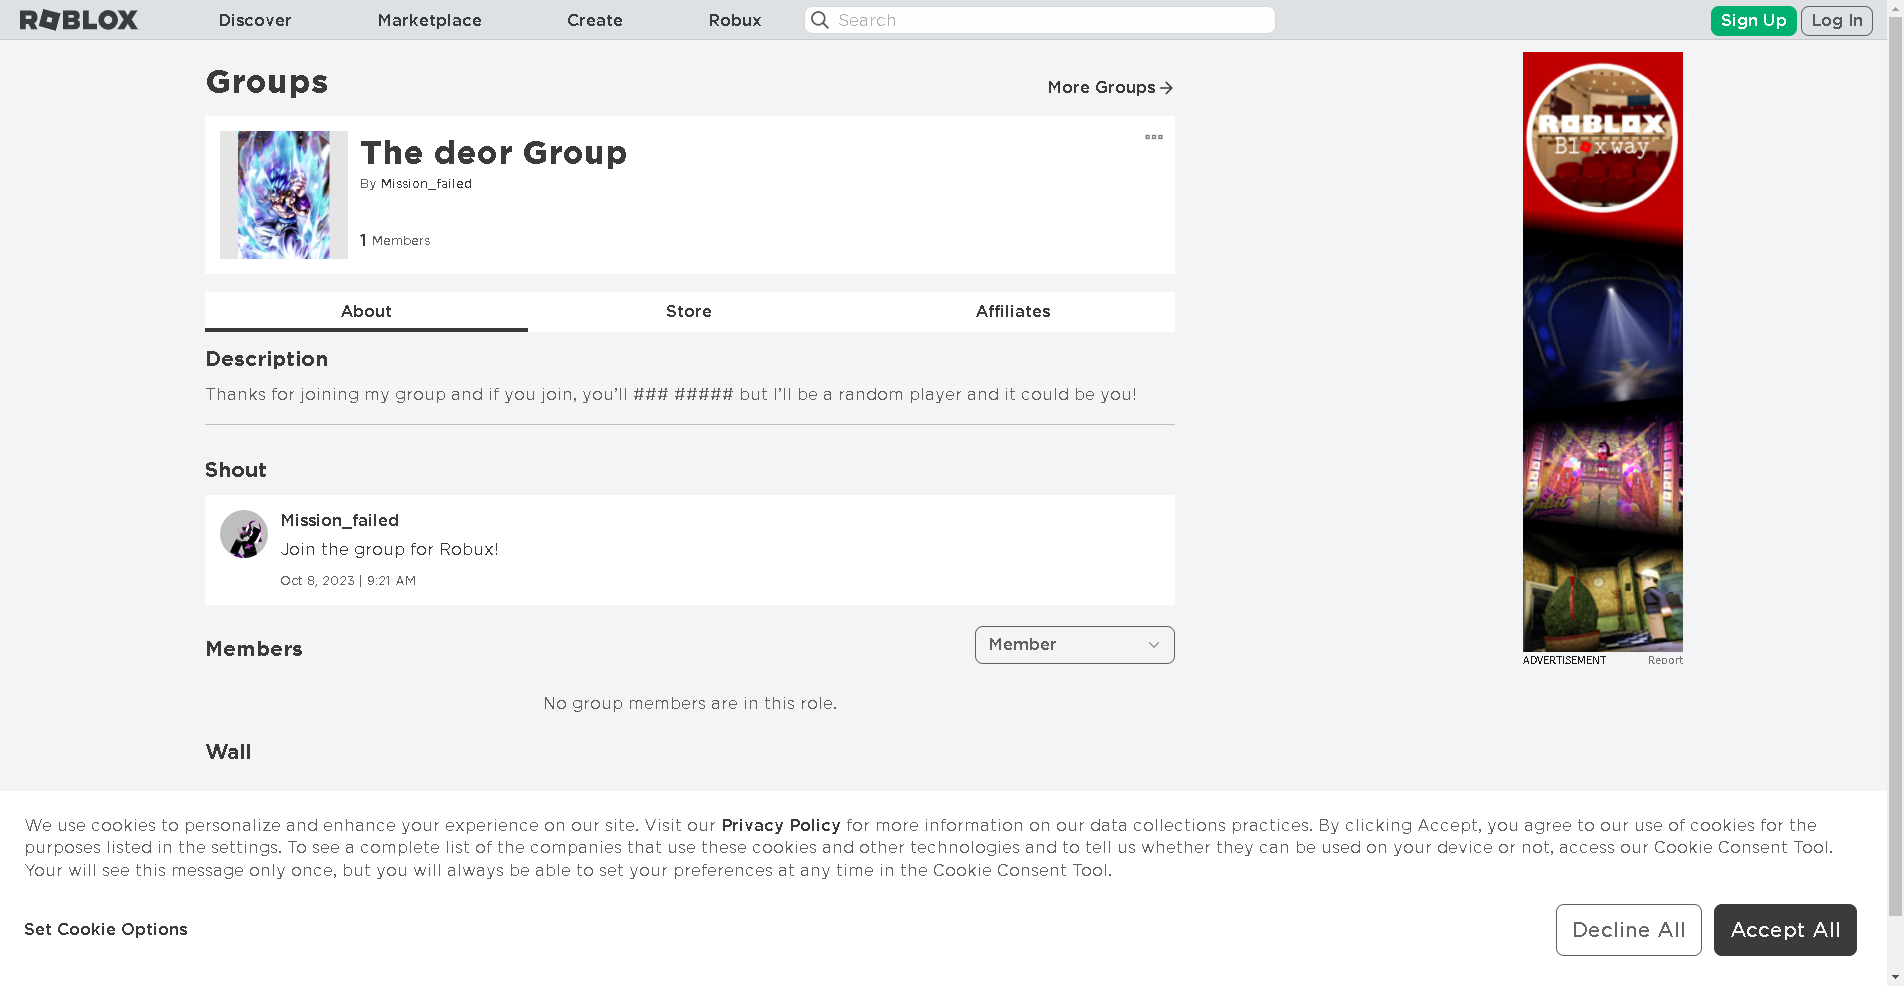 ROBLOX
Discover
Marketplace
Create
Robux
Search
Sign Up
Log In
Groups
More Groups
The deor Group
By Mission_failed
1 Members
About
Store
Affiliates
Description
Thanks for joining my group and if you join, you'll ### ##### but I'll be a random player and it could be you!
Shout
Mission_failed
Join the group for Robux!
Oct 8, 2023 | 9:21 AM
Members
Member
No group members are in this role.
Wall
ROBLOX
Bloxway
ADVERTISEMENT
Report
We use cookies to personalize and enhance your experience on our site. Visit our Privacy Policy for more information on our data collections practices. By clicking Accept, you agree to our use of cookies for the
purposes listed in the settings. To see a complete list of the companies that use these cookies and other technologies and to tell us whether they can be used on your device or not, access our Cookie Consent Tool.
Your will see this message only once, but you will always be able to set your preferences at any time in the Cookie Consent Tool.
Set Cookie Options
Decline All
Accept All